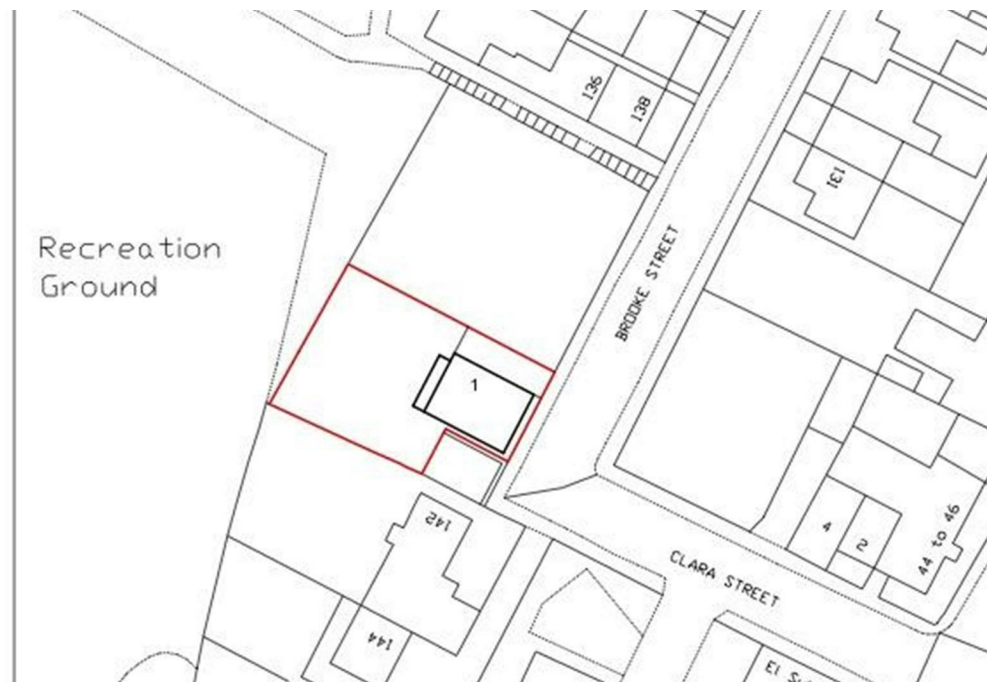 136
138
131
Recreation
Ground
BROOKE STREET
1
142
144
4
2
44 to 46
CLARA STREET